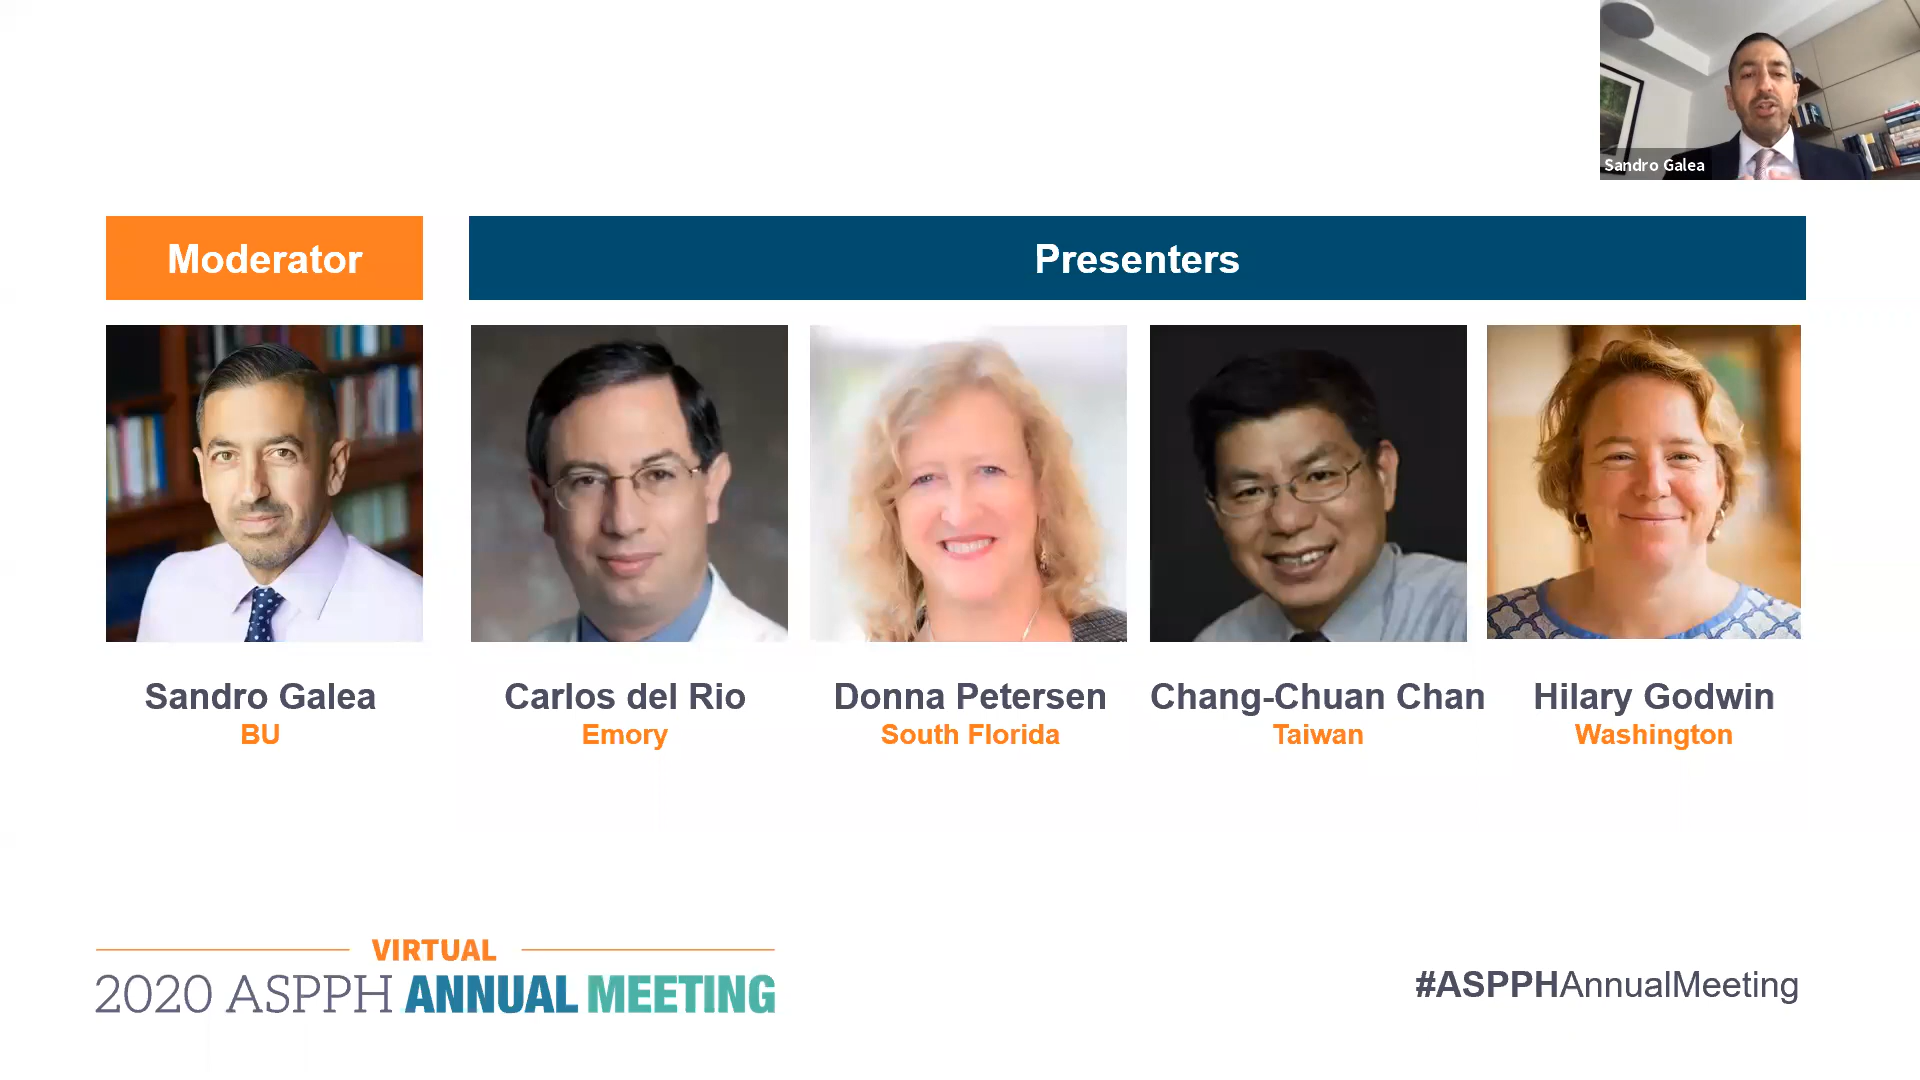 Sandro Galea
Moderator
Presenters
Sandro Galea
BU
Carlos del Rio
Emory
Donna Petersen
South Florida
Chang-Chuan Chan
Taiwan
Hilary Godwin
Washington
VIRTUAL
2020 ASPPH ANNUAL MEETING
#ASPPHAnnualMeeting